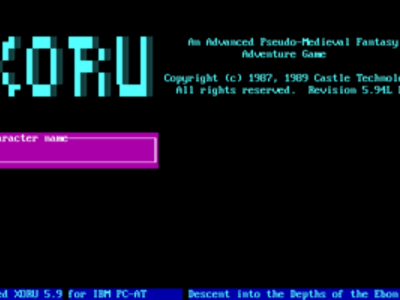 XORU
An Advanced Pseudo-Medieval Fantasy
Adventure Game
Copyright (c) 1987, 1989 Castle Technolo
All rights reserved. Revision 5.94L
aracter name
ed XORU 5.9 for IBM PC-AT
Descent into the Depths of the Ebon